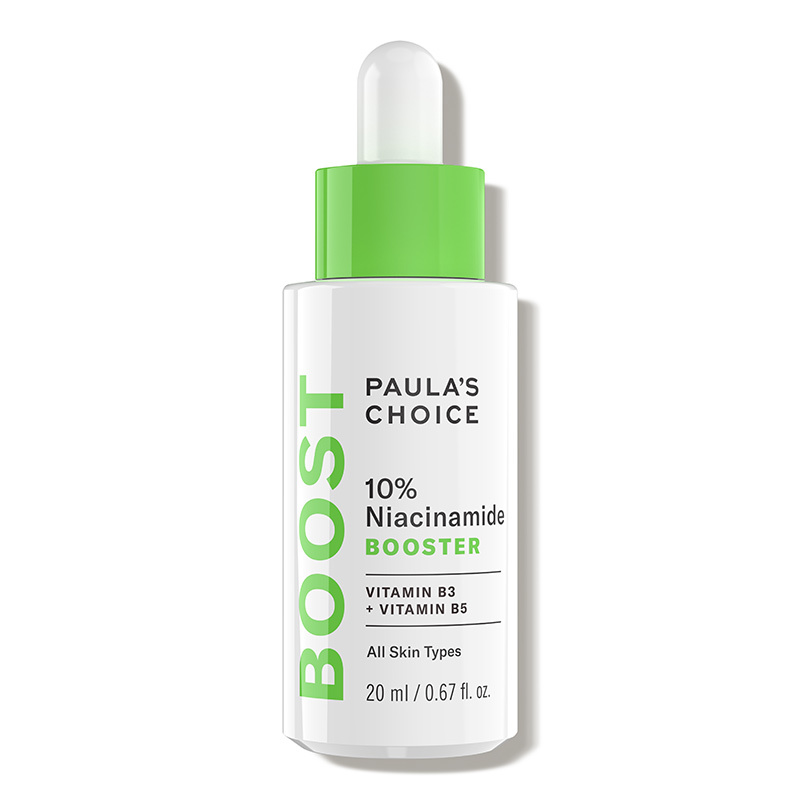 BOOST
PAULA'S
CHOICE
10%
Niacinamide
BOOSTER
VITAMIN B3
+ VITAMIN B5
All Skin Types
20 ml / 0.67 fl. oz.